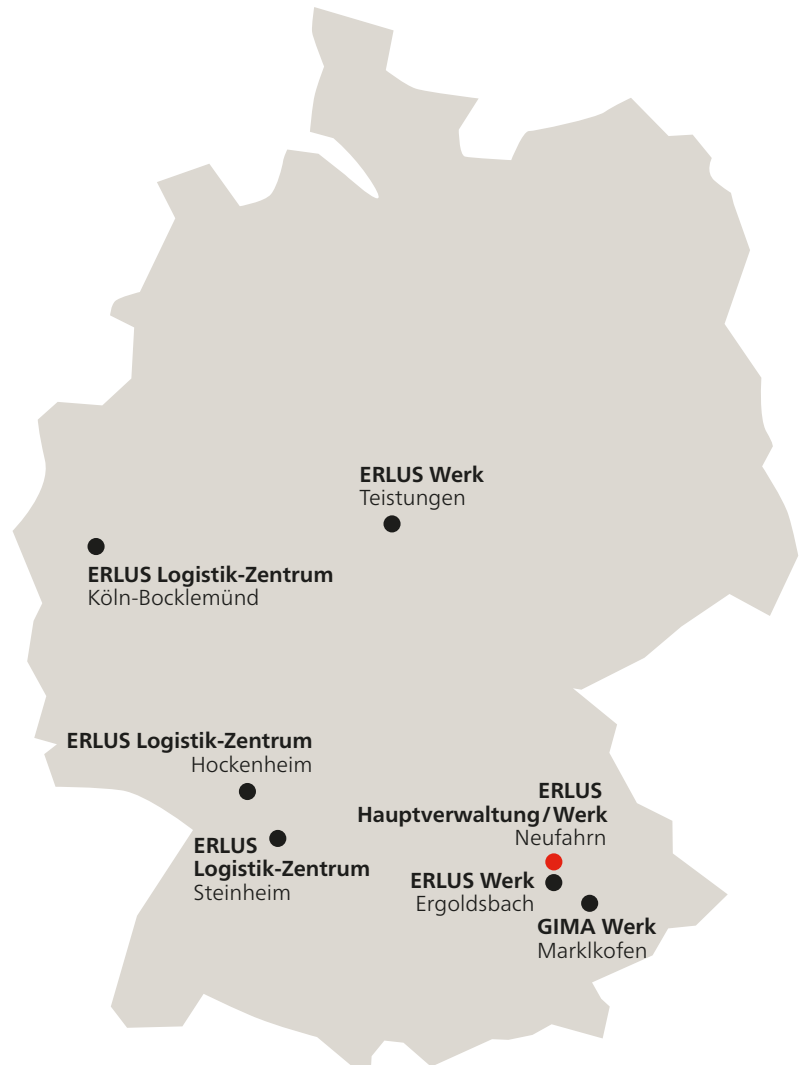 ERLUS Werk
Teistungen
ERLUS Logistik-Zentrum
Köln-Bocklemünd
ERLUS Logistik-Zentrum
Hockenheim
ERLUS
Logistik-Zentrum
Steinheim
ERLUS
Hauptverwaltung/Werk
Neufahrn
ERLUS Werk
Ergoldsbach
GIMA Werk
Marklkofen